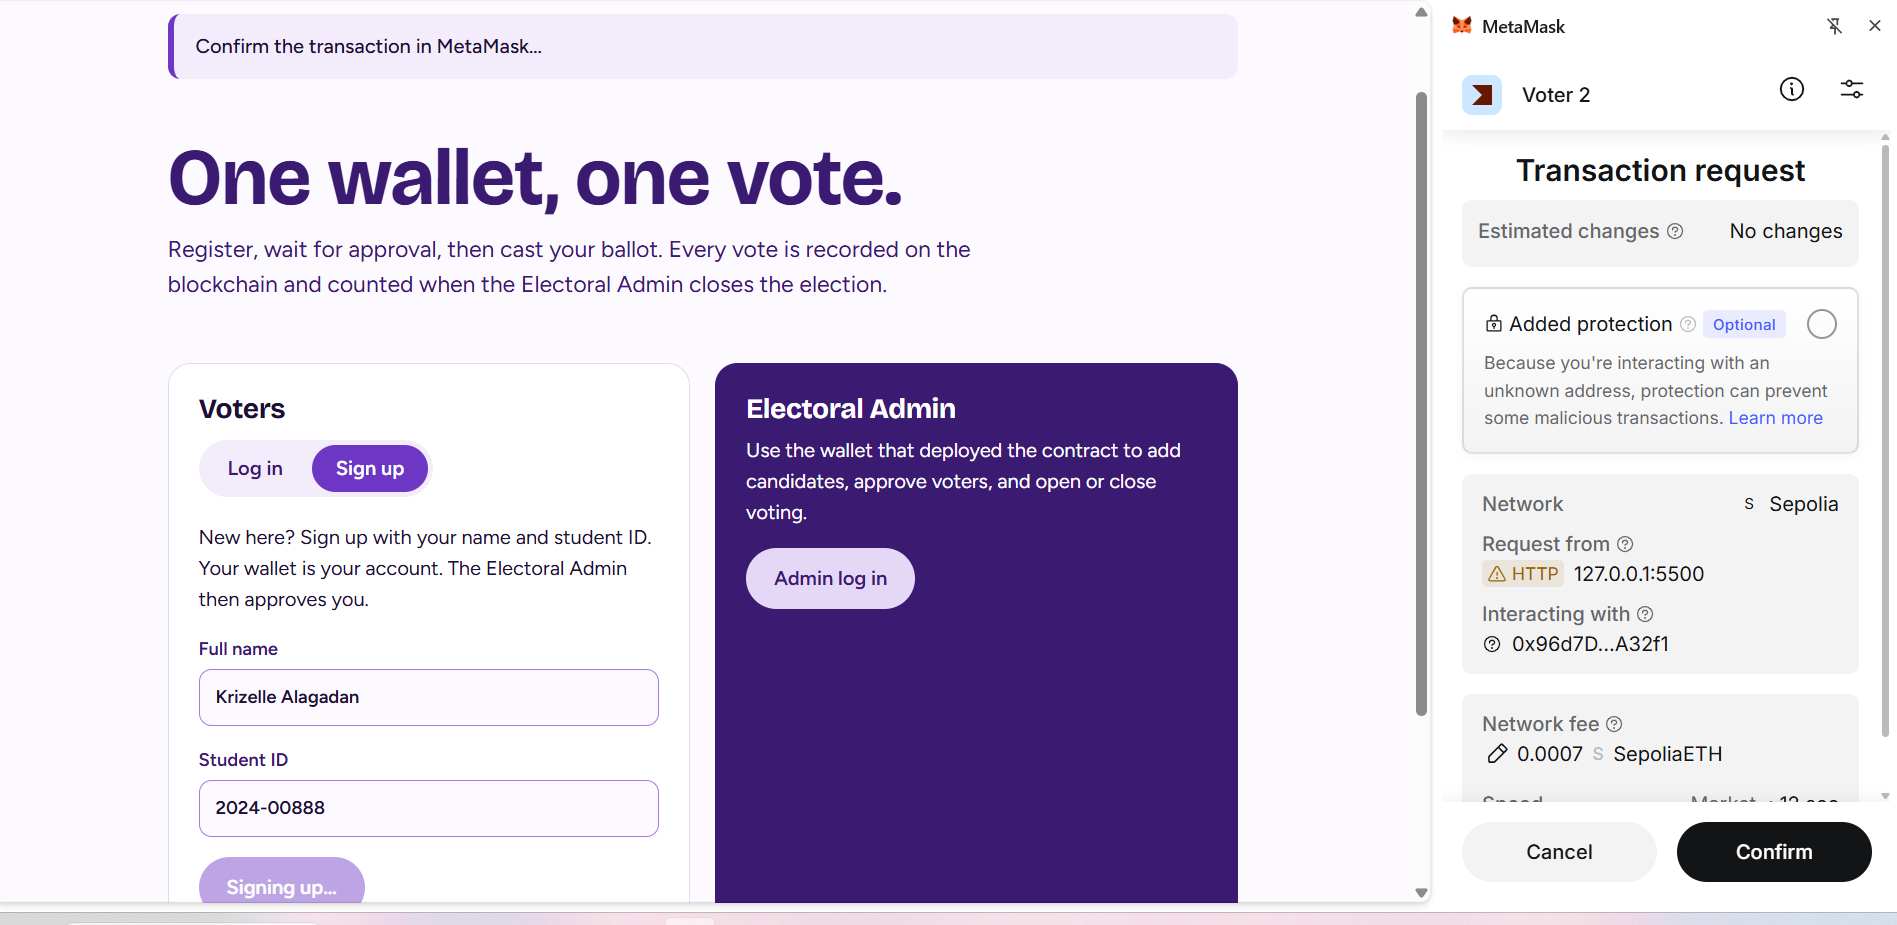 Confirm the transaction in MetaMask...
One wallet, one vote.
Register, wait for approval, then cast your ballot. Every vote is recorded on the
blockchain and counted when the Electoral Admin closes the election.
Voters
Log in
Sign up
New here? Sign up with your name and student ID.
Your wallet is your account. The Electoral Admin
then approves you.
Full name
Krizelle Alagadan
Student ID
2024-00888
Signing up...
Electoral Admin
Use the wallet that deployed the contract to add
candidates, approve voters, and open or close
voting.
Admin log in
MetaMask
Voter 2
Transaction request
Estimated changes No changes
Added protection Optional
Because you're interacting with an
unknown address, protection can prevent
some malicious transactions. Learn more
Network S Sepolia
Request from
HTTP 127.0.0.1:5500
Interacting with
0x96d7D...A32f1
Network fee
0.0007 S SepoliaETH
Speed Market
Cancel
Confirm